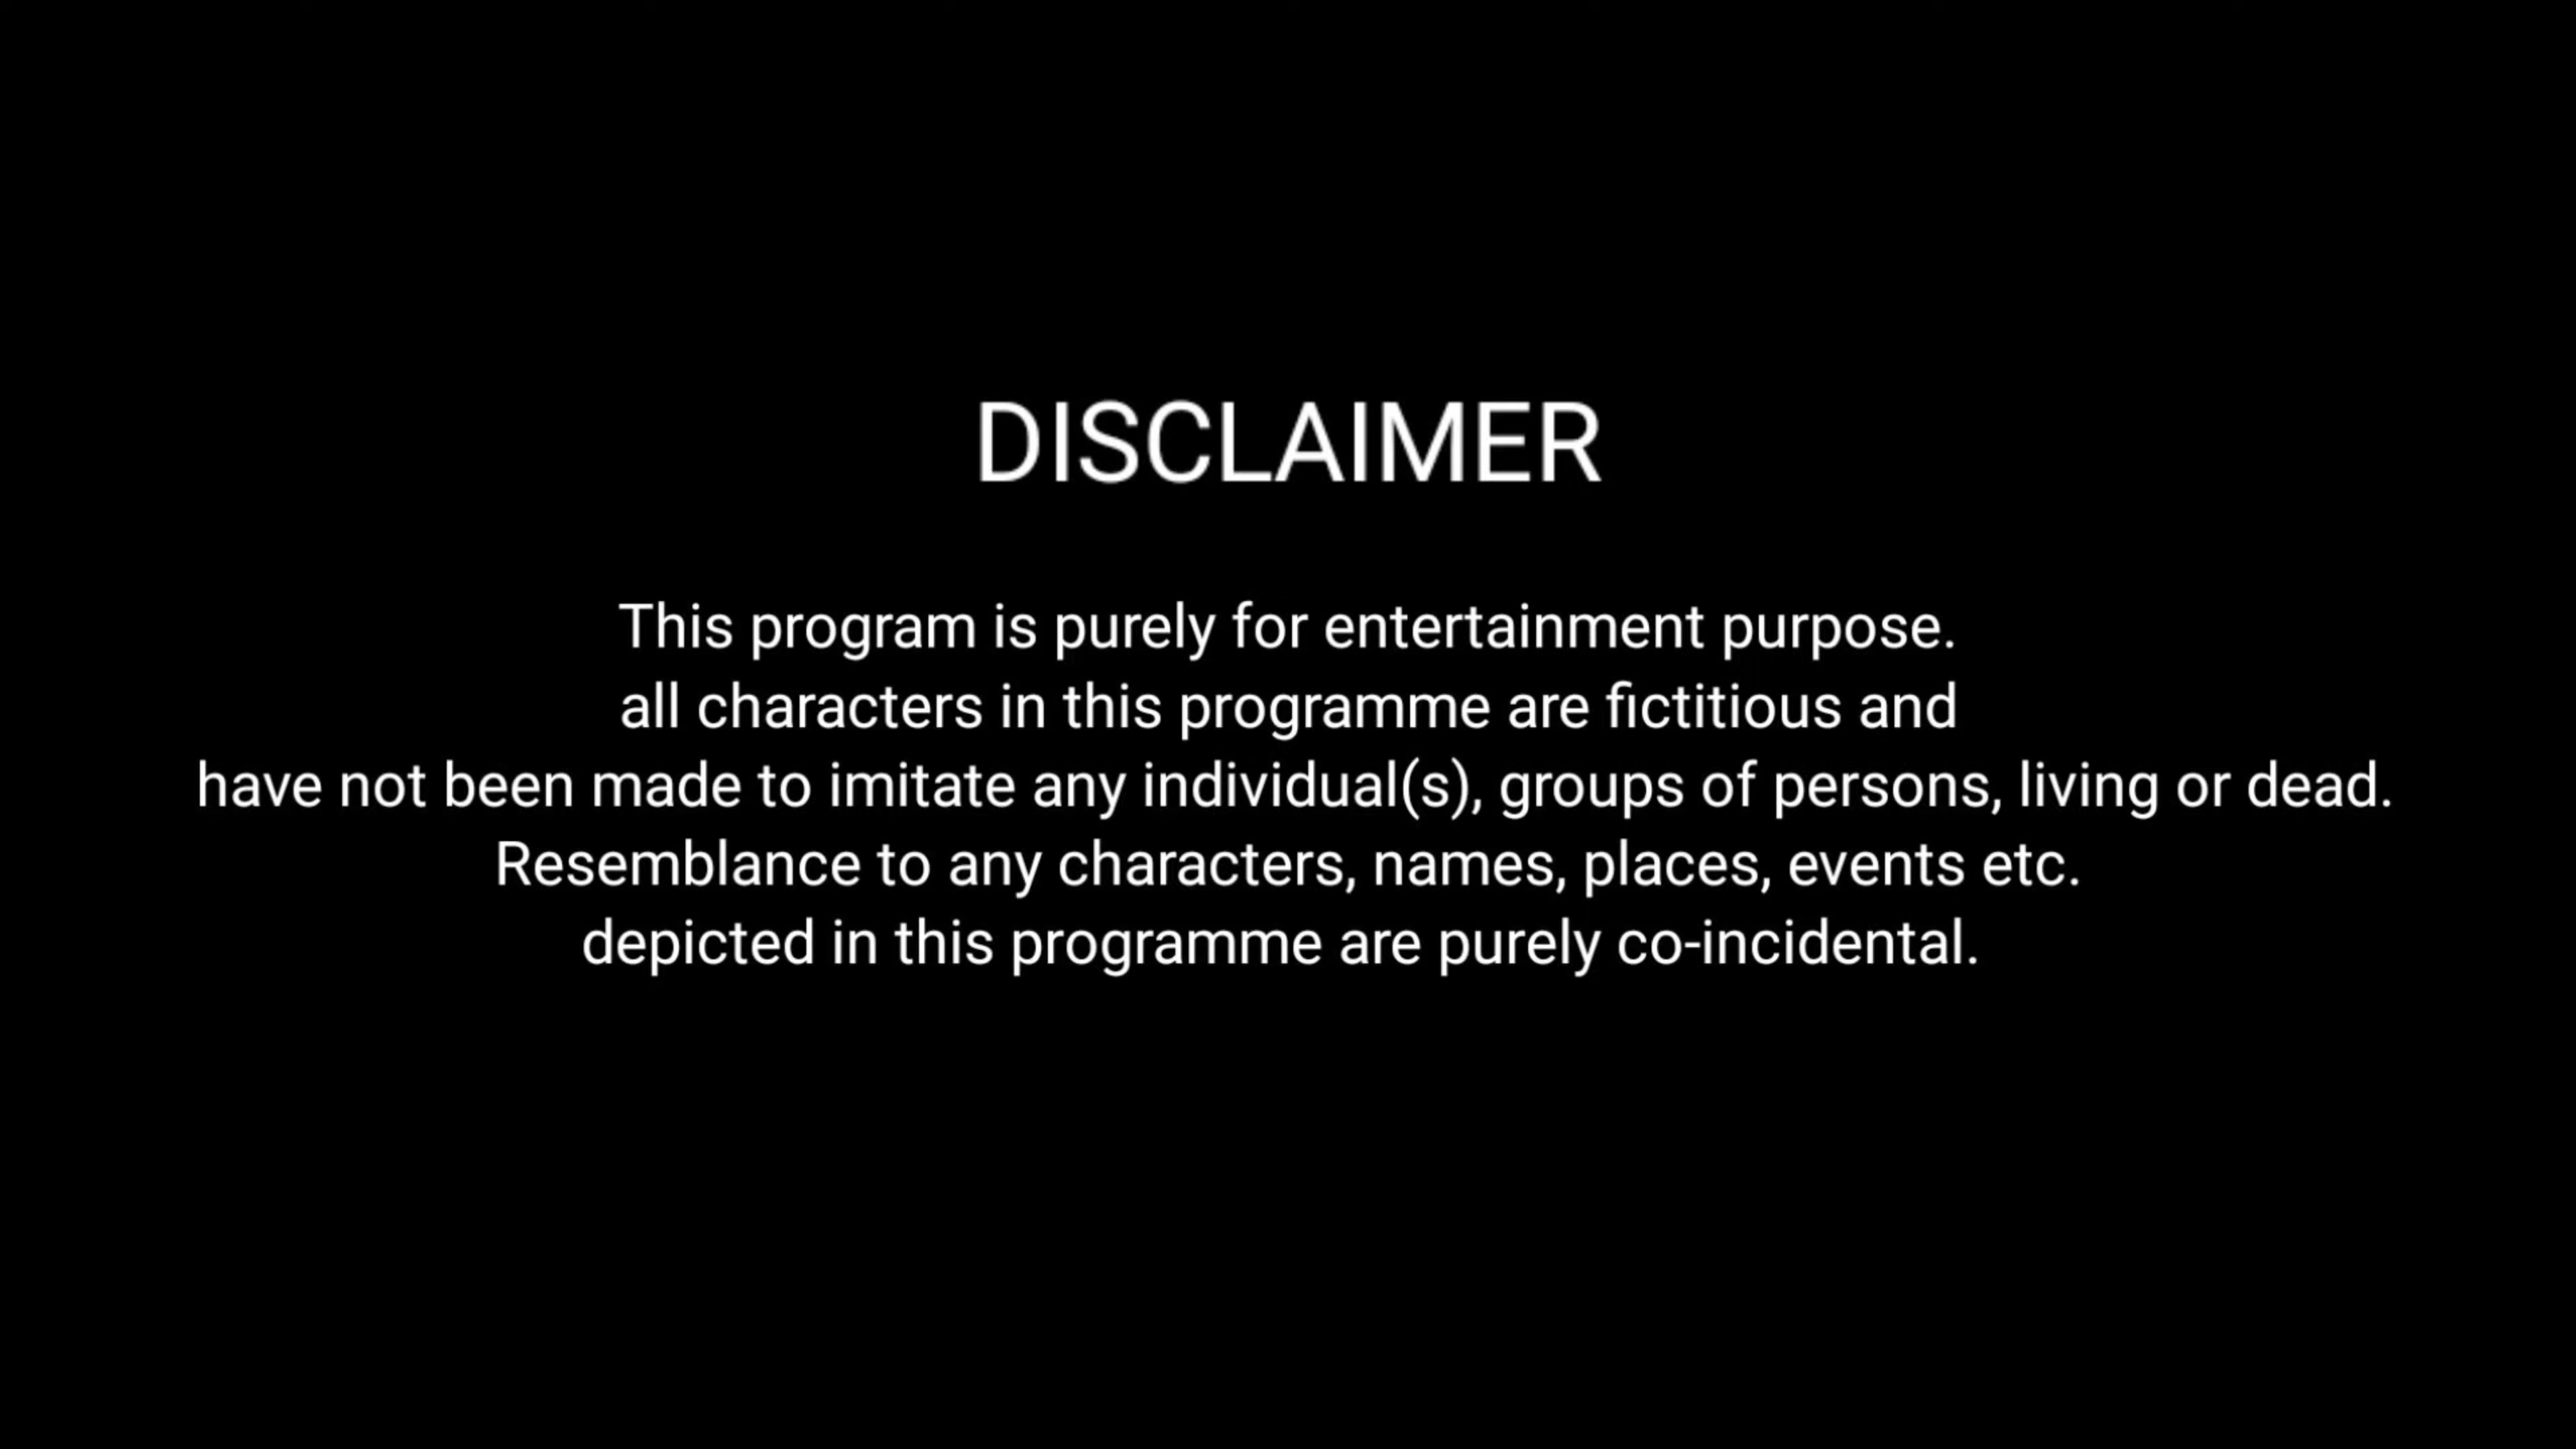 DISCLAIMER
This program is purely for entertainment purpose.
all characters in this programme are fictitious and
have not been made to imitate any individual(s), groups of persons, living or dead.
Resemblance to any characters, names, places, events etc.
depicted in this programme are purely co-incidental.